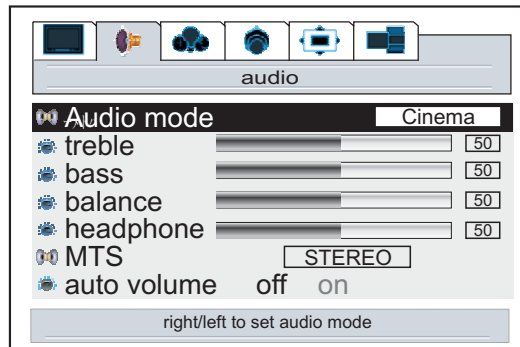 audio
Audio mode Cinema
treble 50
bass 50
balance 50
headphone 50
MTS STEREO
auto volume off on
right/left to set audio mode